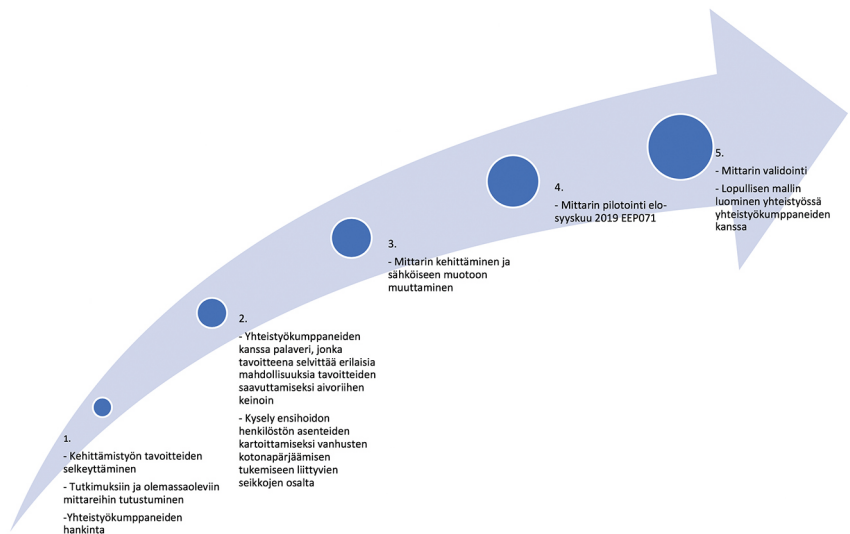 1.
- Kehittämistyön tavoitteiden
selkeyttäminen
- Tutkimuksiin ja olemassaoleviin
mittareihin tutustuminen
-Yhteistyökumppaneiden
hankinta
2.
- Yhteistyökumppaneiden
kanssa palaveri, jonka
tavoitteena selvittää erilaisia
mahdollisuuksia tavoitteiden
saavuttamiseksi aivoriihen
keinoin
- Kysely ensihoidon
henkilöstön asenteiden
kartoittamiseksi vanhusten
kotonapärjäämisen
tukemiseen liittyvien
seikkojen osalta
3.
- Mittarin kehittäminen ja
sähköiseen muotoon
muuttaminen
4.
- Mittarin pilotointi elo-
syyskuu 2019 EEP071
5.
- Mittarin validointi
- Lopullisen mallin
luominen yhteistyössä
yhteistyökumppaneiden
kanssa